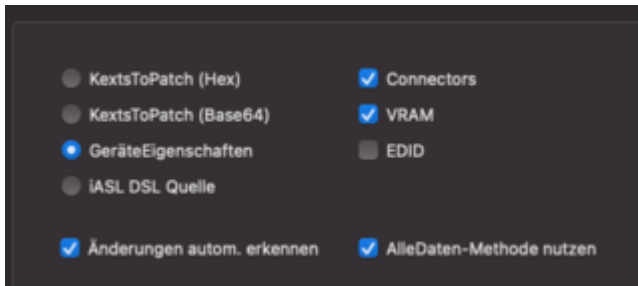 KextsToPatch (Hex)
Connectors
KextsToPatch (Base64)
VRAM
GeräteEigenschaften
EDID
iASL DSL Quelle
Änderungen autom. erkennen
AlleDaten-Methode nutzen